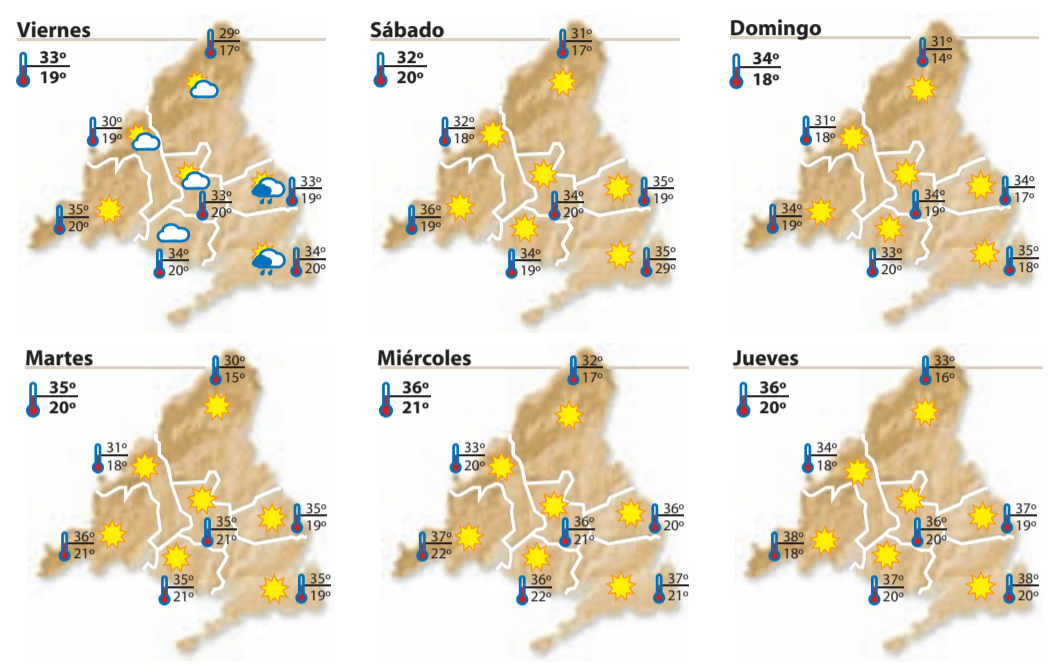 Viernes
33º
19º
29º
17º
30º
19º
33º
19º
35º
20º
33º
20º
34º
20º
34º
20º
Sábado
32º
20º
31º
17º
32º
18º
35º
19º
36º
19º
34º
20º
34º
19º
35º
29º
Domingo
34º
18º
31º
14º
31º
18º
34º
17º
34º
19º
34º
19º
33º
20º
35º
18º
Martes
35º
20º
30º
15º
31º
18º
35º
19º
36º
21º
35º
21º
35º
21º
35º
19º
Miércoles
36º
21º
32º
17º
33º
20º
36º
20º
37º
22º
36º
21º
36º
22º
37º
21º
Jueves
36º
20º
33º
16º
34º
18º
37º
19º
38º
18º
36º
20º
37º
20º
38º
20º